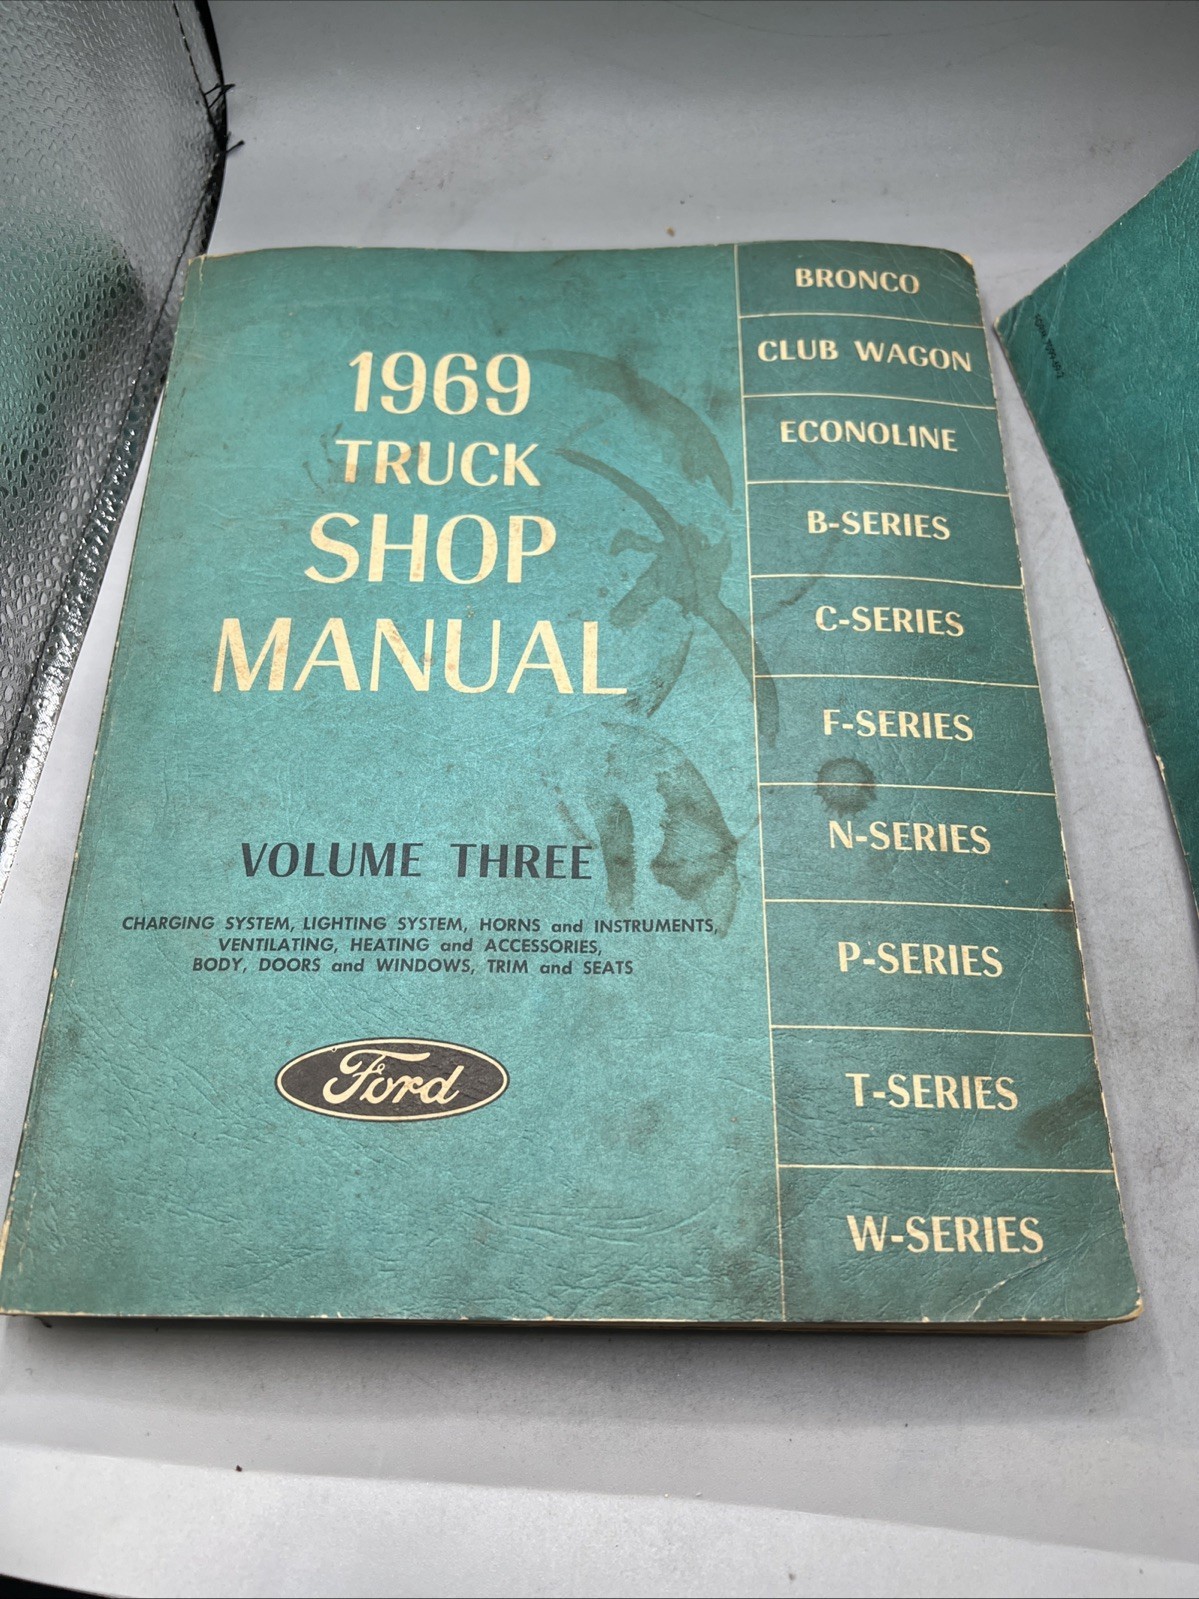 1969
TRUCK
SHOP
MANUAL
VOLUME THREE
CHARGING SYSTEM, LIGHTING SYSTEM, HORNS and INSTRUMENTS,
VENTILATING, HEATING and ACCESSORIES,
BODY, DOORS and WINDOWS, TRIM and SEATS
Ford
BRONCO
CLUB WAGON
ECONOLINE
B-SERIES
C-SERIES
F-SERIES
N-SERIES
P-SERIES
T-SERIES
W-SERIES